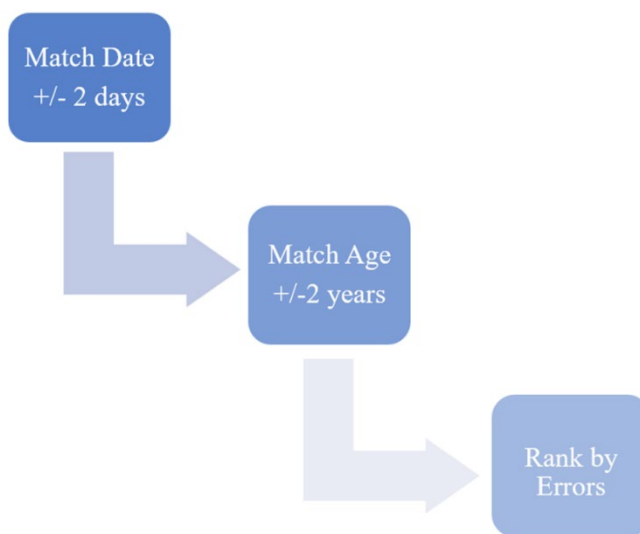 Match Date
+/- 2 days
Match Age
+/-2 years
Rank by
Errors